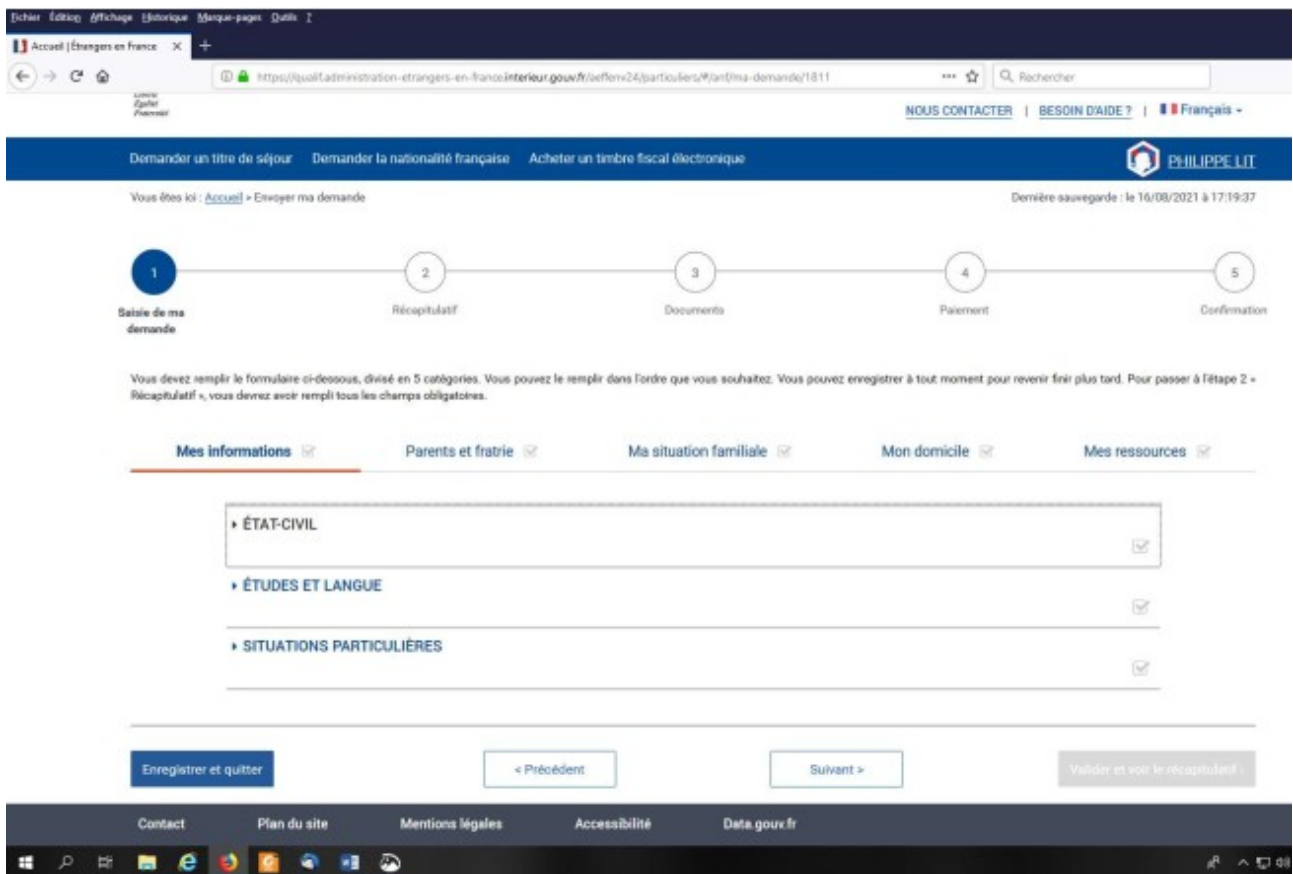 Fichier Édition Affichage Historique Marque-pages Outils ?
Accueil | Étrangers en France × +
https://qualif.administration-etrangers-en-france.interieur.gouv.fr/aeffenv24/particuliers/#/anf/ma-demande/1811
Rechercher
Liberté
Égalité
Fraternité
NOUS CONTACTER | BESOIN D'AIDE ? | Français
Demander un titre de séjour Demander la nationalité française Acheter un timbre fiscal électronique PHILIPPE LIT
Vous êtes ici : Accueil > Envoyer ma demande Dernière sauvegarde : le 16/08/2021 à 17:19:37
1 2 3 4 5
Saisie de ma demande Récapitulatif Documents Paiement Confirmation
Vous devez remplir le formulaire ci-dessous, divisé en 5 catégories. Vous pouvez le remplir dans l'ordre que vous souhaitez. Vous pouvez enregistrer à tout moment pour revenir finir plus tard. Pour passer à l'étape 2 «
Récapitulatif », vous devrez avoir rempli tous les champs obligatoires.
Mes informations Parents et fratrie Ma situation familiale Mon domicile Mes ressources
ÉTAT-CIVIL
ÉTUDES ET LANGUE
SITUATIONS PARTICULIÈRES
Enregistrer et quitter < Précédent Suivant > Valider et voir le récapitulatif >
Contact Plan du site Mentions légales Accessibilité Data.gouv.fr